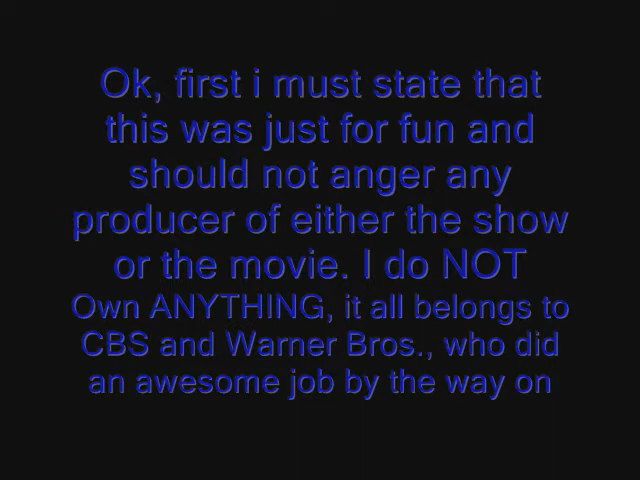 Ok, first i must state that
this was just for fun and
should not anger any
producer of either the show
or the movie. I do NOT
Own ANYTHING, it all belongs to
CBS and Warner Bros., who did
an awesome job by the way on